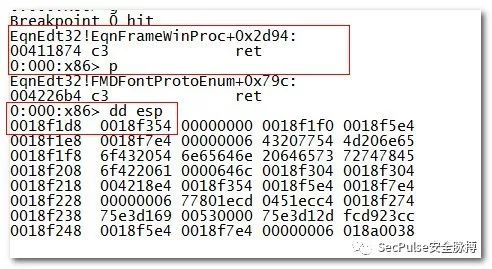 Breakpoint 0 hit
EqnEdt32!EqnFrameWinProc+0x2d94:
00411874 c3 ret
0:000:x86> p
EqnEdt32!FMDFontProtoEnum+0x79c:
004226b4 c3 ret
0:000:x86> dd esp
0018f1d8 0018f354 00000000 0018f1f0 0018f5e4
0018f1e8 0018f7e4 00000006 43207754 4d206e65
0018f1f8 6f432054 6e65646e 20646573 72747845
0018f208 6f422061 0000646c 0018f304 0018f304
0018f218 004218e4 0018f354 0018f5e4 0018f7e4
0018f228 00000006 77801ecd 0451ecc4 0018f274
0018f238 75e3d169 00530000 75e3d12d fcd923cc
0018f248 0018f5e4 0018f7e4 00000006 018a0038
SecPulse安全脉搏